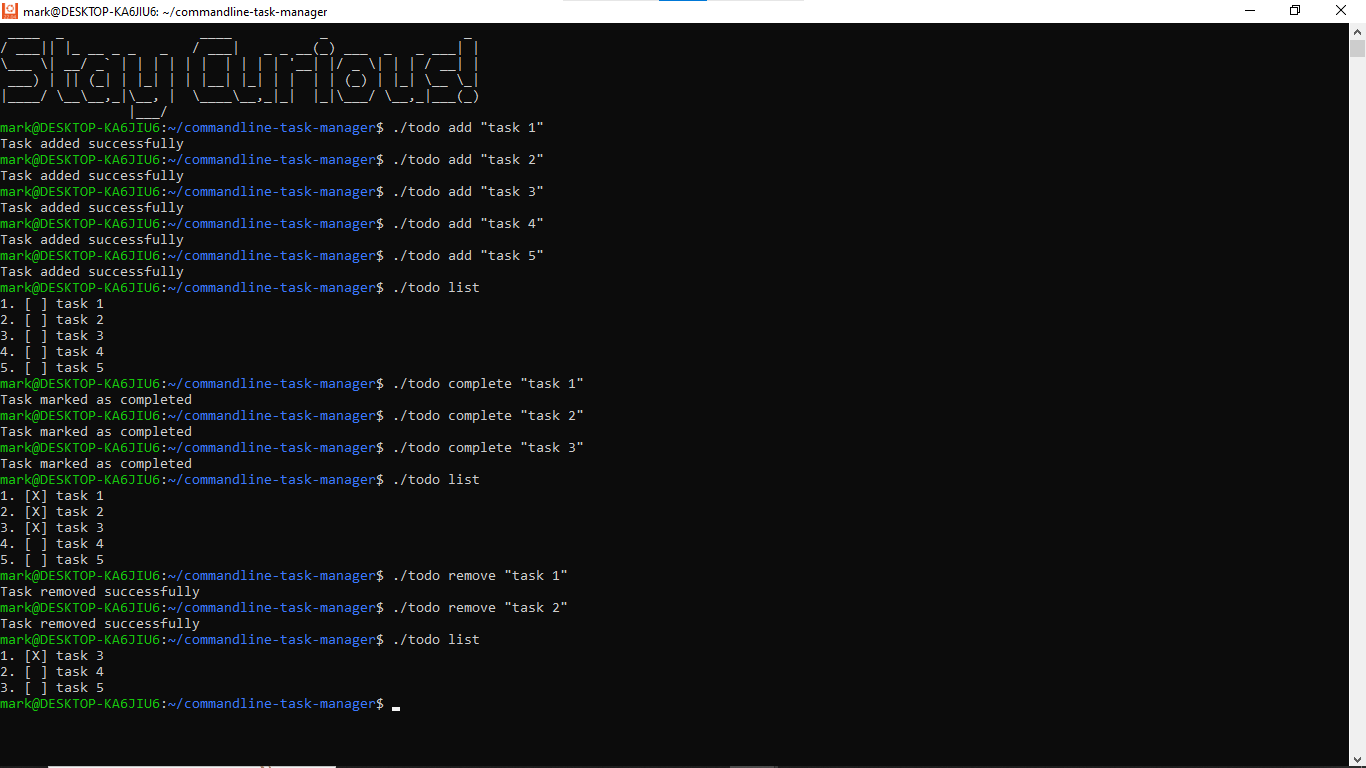 mark@DESKTOP-KA6JIU6: ~/commandline-task-manager
Stay Curious!
mark@DESKTOP-KA6JIU6:~/commandline-task-manager$ ./todo add "task 1"
Task added successfully
mark@DESKTOP-KA6JIU6:~/commandline-task-manager$ ./todo add "task 2"
Task added successfully
mark@DESKTOP-KA6JIU6:~/commandline-task-manager$ ./todo add "task 3"
Task added successfully
mark@DESKTOP-KA6JIU6:~/commandline-task-manager$ ./todo add "task 4"
Task added successfully
mark@DESKTOP-KA6JIU6:~/commandline-task-manager$ ./todo add "task 5"
Task added successfully
mark@DESKTOP-KA6JIU6:~/commandline-task-manager$ ./todo list
1. [ ] task 1
2. [ ] task 2
3. [ ] task 3
4. [ ] task 4
5. [ ] task 5
mark@DESKTOP-KA6JIU6:~/commandline-task-manager$ ./todo complete "task 1"
Task marked as completed
mark@DESKTOP-KA6JIU6:~/commandline-task-manager$ ./todo complete "task 2"
Task marked as completed
mark@DESKTOP-KA6JIU6:~/commandline-task-manager$ ./todo complete "task 3"
Task marked as completed
mark@DESKTOP-KA6JIU6:~/commandline-task-manager$ ./todo list
1. [X] task 1
2. [X] task 2
3. [X] task 3
4. [ ] task 4
5. [ ] task 5
mark@DESKTOP-KA6JIU6:~/commandline-task-manager$ ./todo remove "task 1"
Task removed successfully
mark@DESKTOP-KA6JIU6:~/commandline-task-manager$ ./todo remove "task 2"
Task removed successfully
mark@DESKTOP-KA6JIU6:~/commandline-task-manager$ ./todo list
1. [X] task 3
2. [ ] task 4
3. [ ] task 5
mark@DESKTOP-KA6JIU6:~/commandline-task-manager$